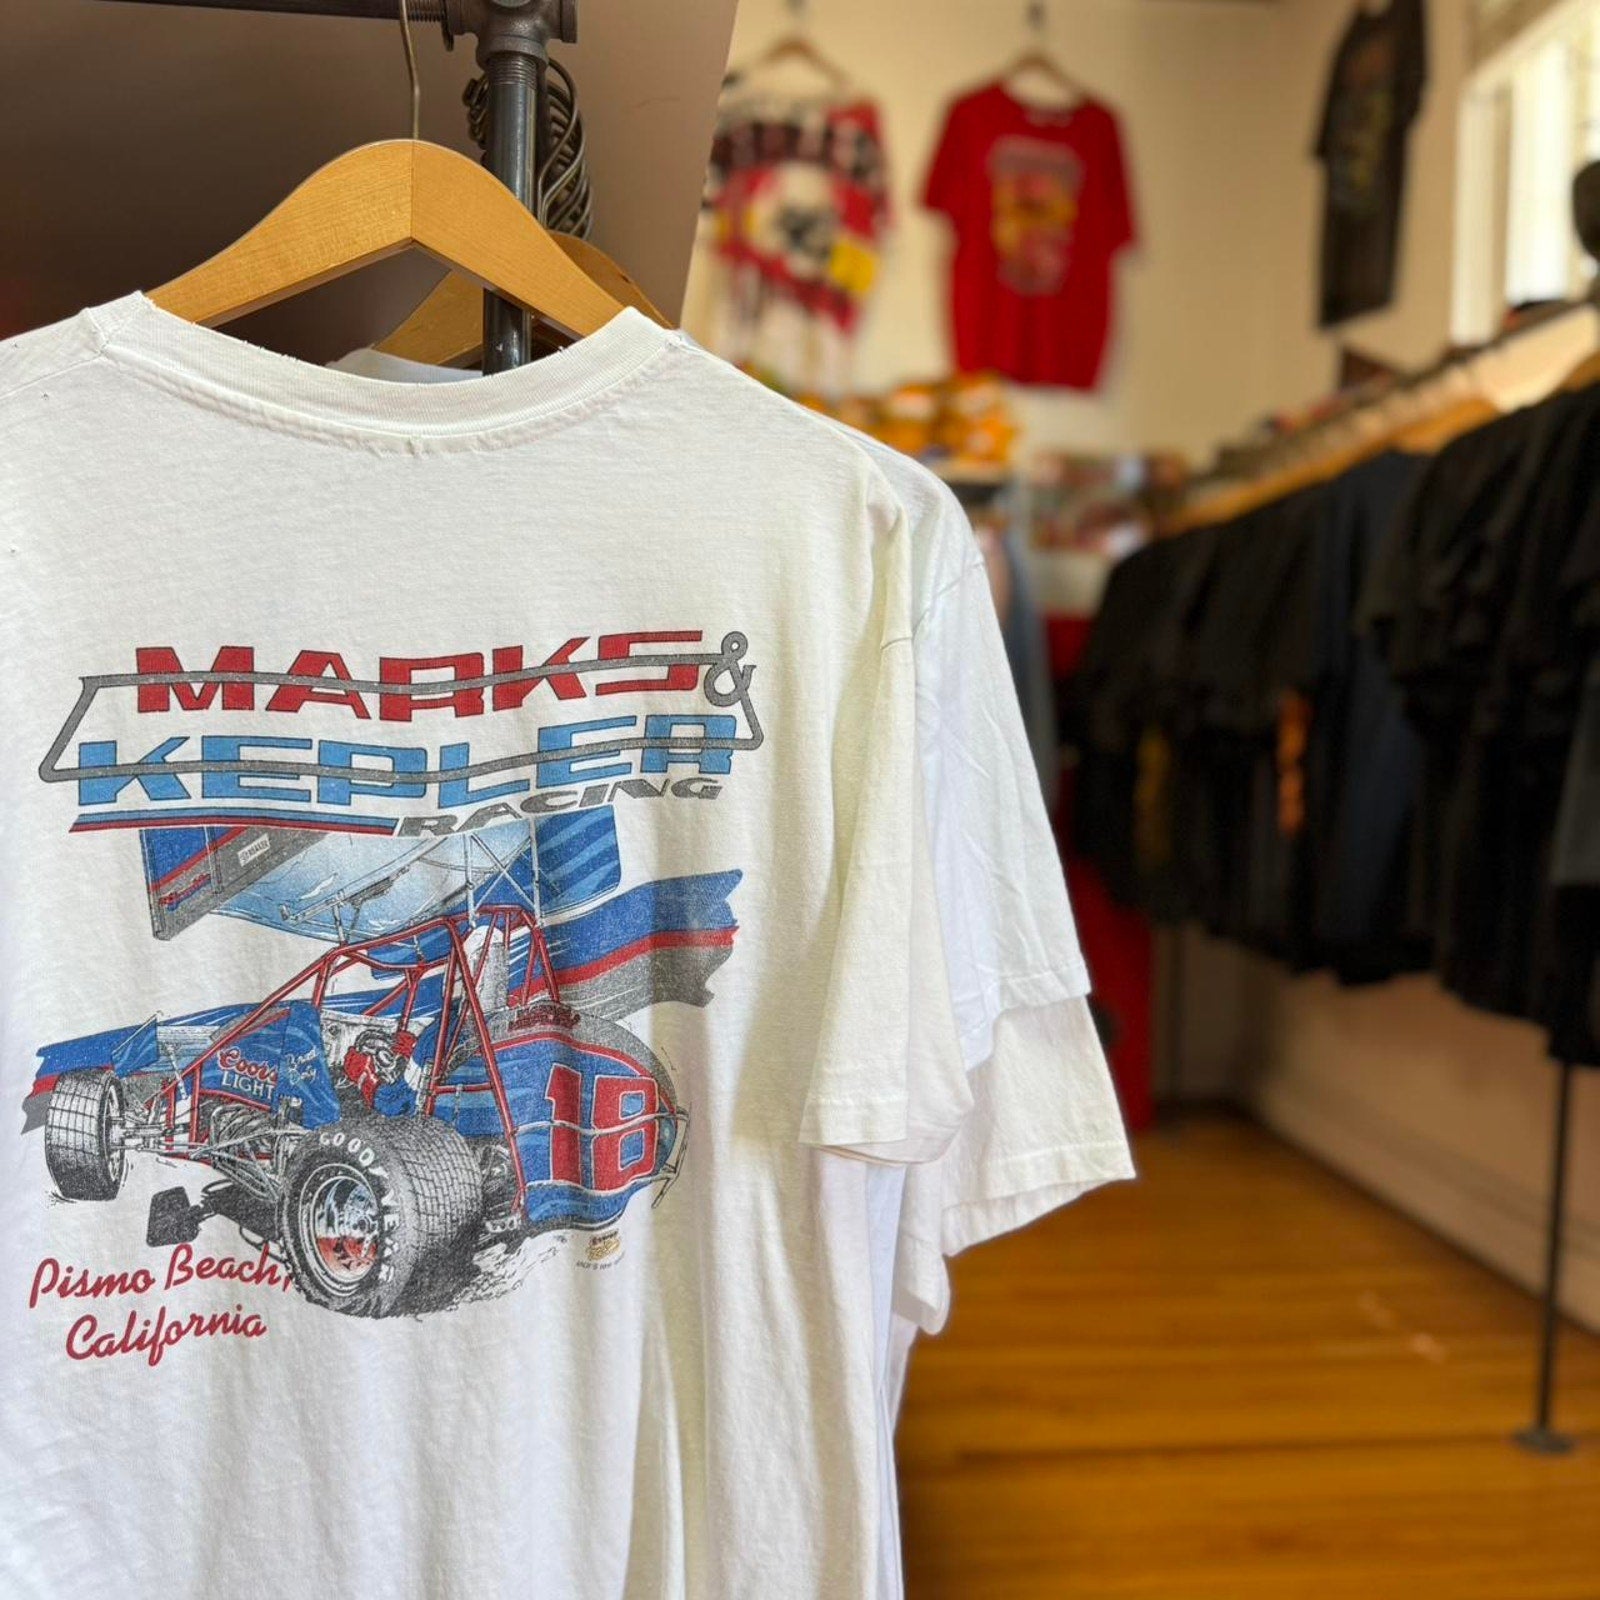 MARKS &
KEPLER
RACING
Coors
LIGHT
18
GOODYEAR
Pismo Beach,
California